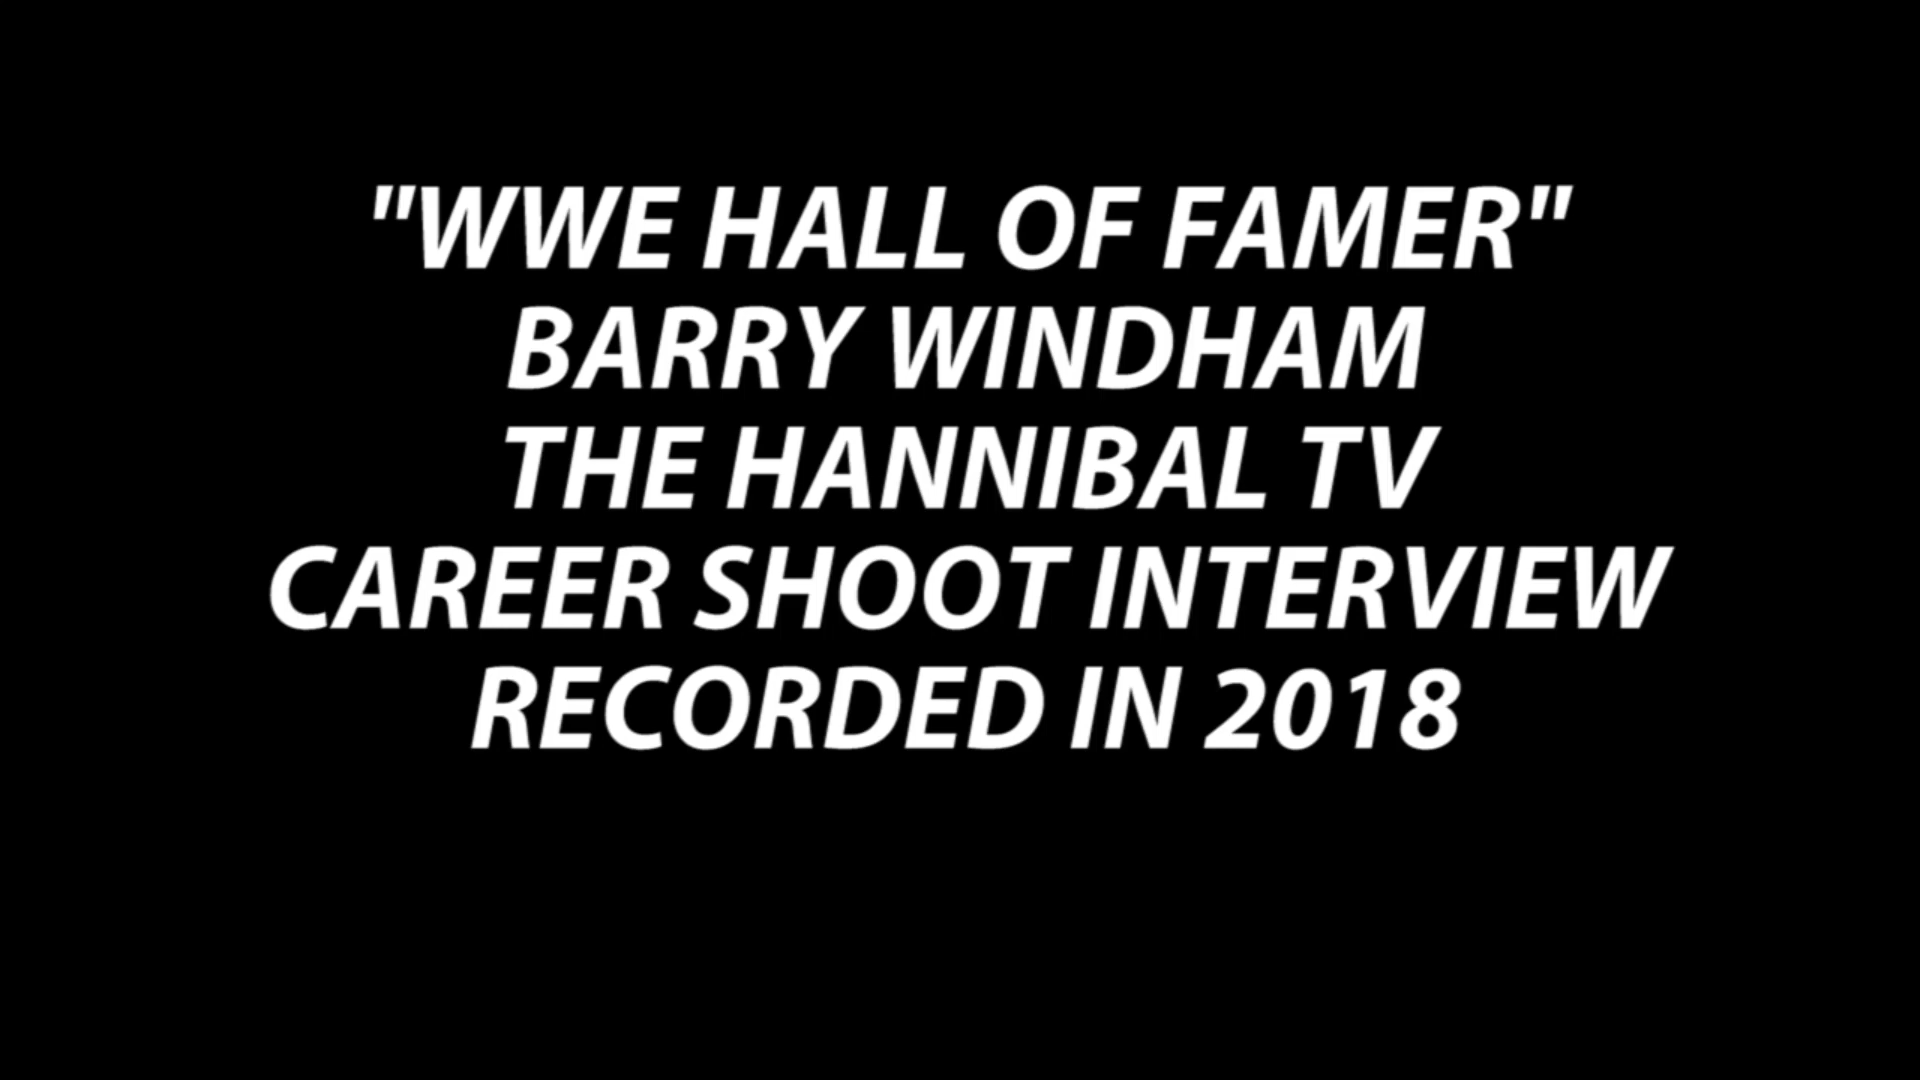 "WWE HALL OF FAMER"
BARRY WINDHAM
THE HANNIBAL TV
CAREER SHOOT INTERVIEW
RECORDED IN 2018